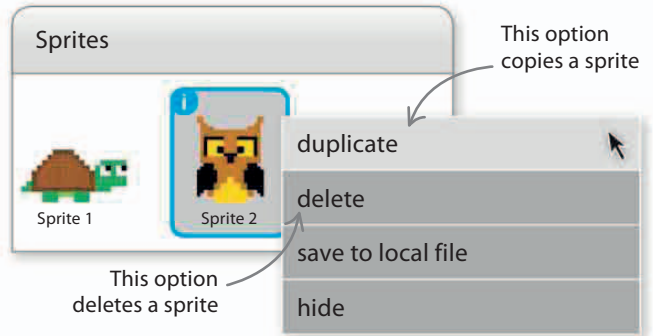 Sprites
This option
copies a sprite
i
duplicate
delete
save to local file
hide
Sprite 1
Sprite 2
This option
deletes a sprite